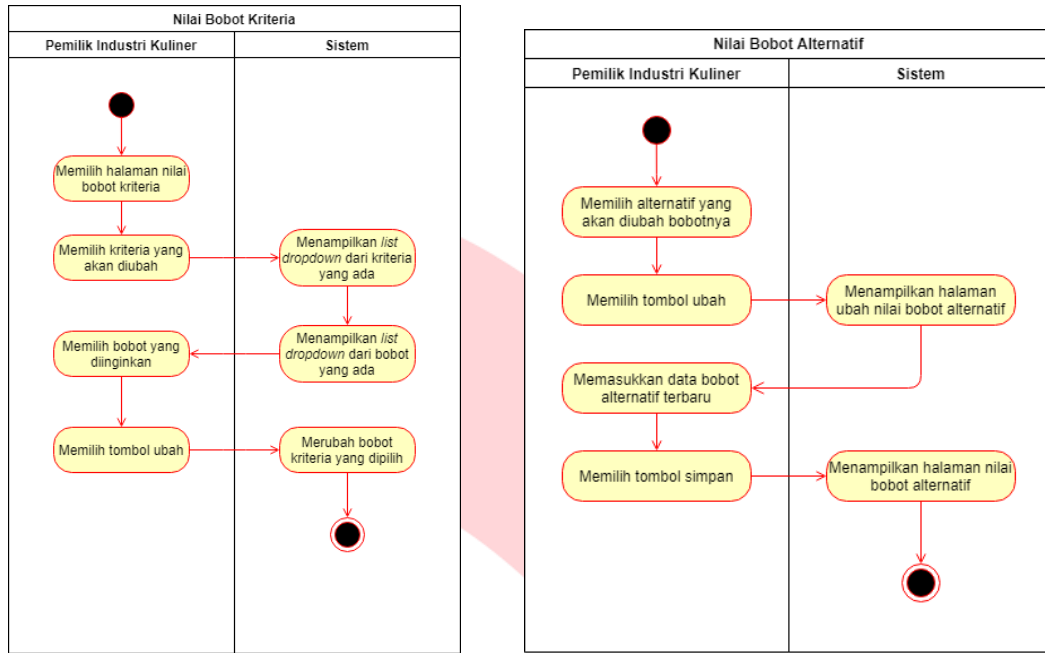 Nilai Bobot Kriteria
Pemilik Industri Kuliner
Sistem
Memilih halaman nilai
bobot kriteria
Memilih kriteria yang
akan diubah
Menampilkan list
dropdown dari kriteria
yang ada
Menampilkan list
dropdown dari bobot
yang ada
Memilih bobot yang
diinginkan
Memilih tombol ubah
Merubah bobot
kriteria yang dipilih
Nilai Bobot Alternatif
Pemilik Industri Kuliner
Sistem
Memilih alternatif yang
akan diubah bobotnya
Memilih tombol ubah
Menampilkan halaman
ubah nilai bobot alternatif
Memasukkan data bobot
alternatif terbaru
Memilih tombol simpan
Menampilkan halaman nilai
bobot alternatif